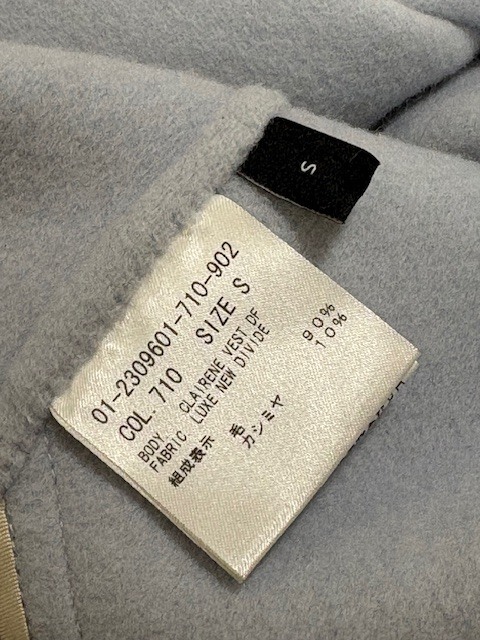 S
01-2309601-710-902
COL. 710 SIZE S
BODY CLAIRENE VEST DF
FABRIC LUXE NEW DIVIDE
組成表示 毛 90%
カシミヤ 10%